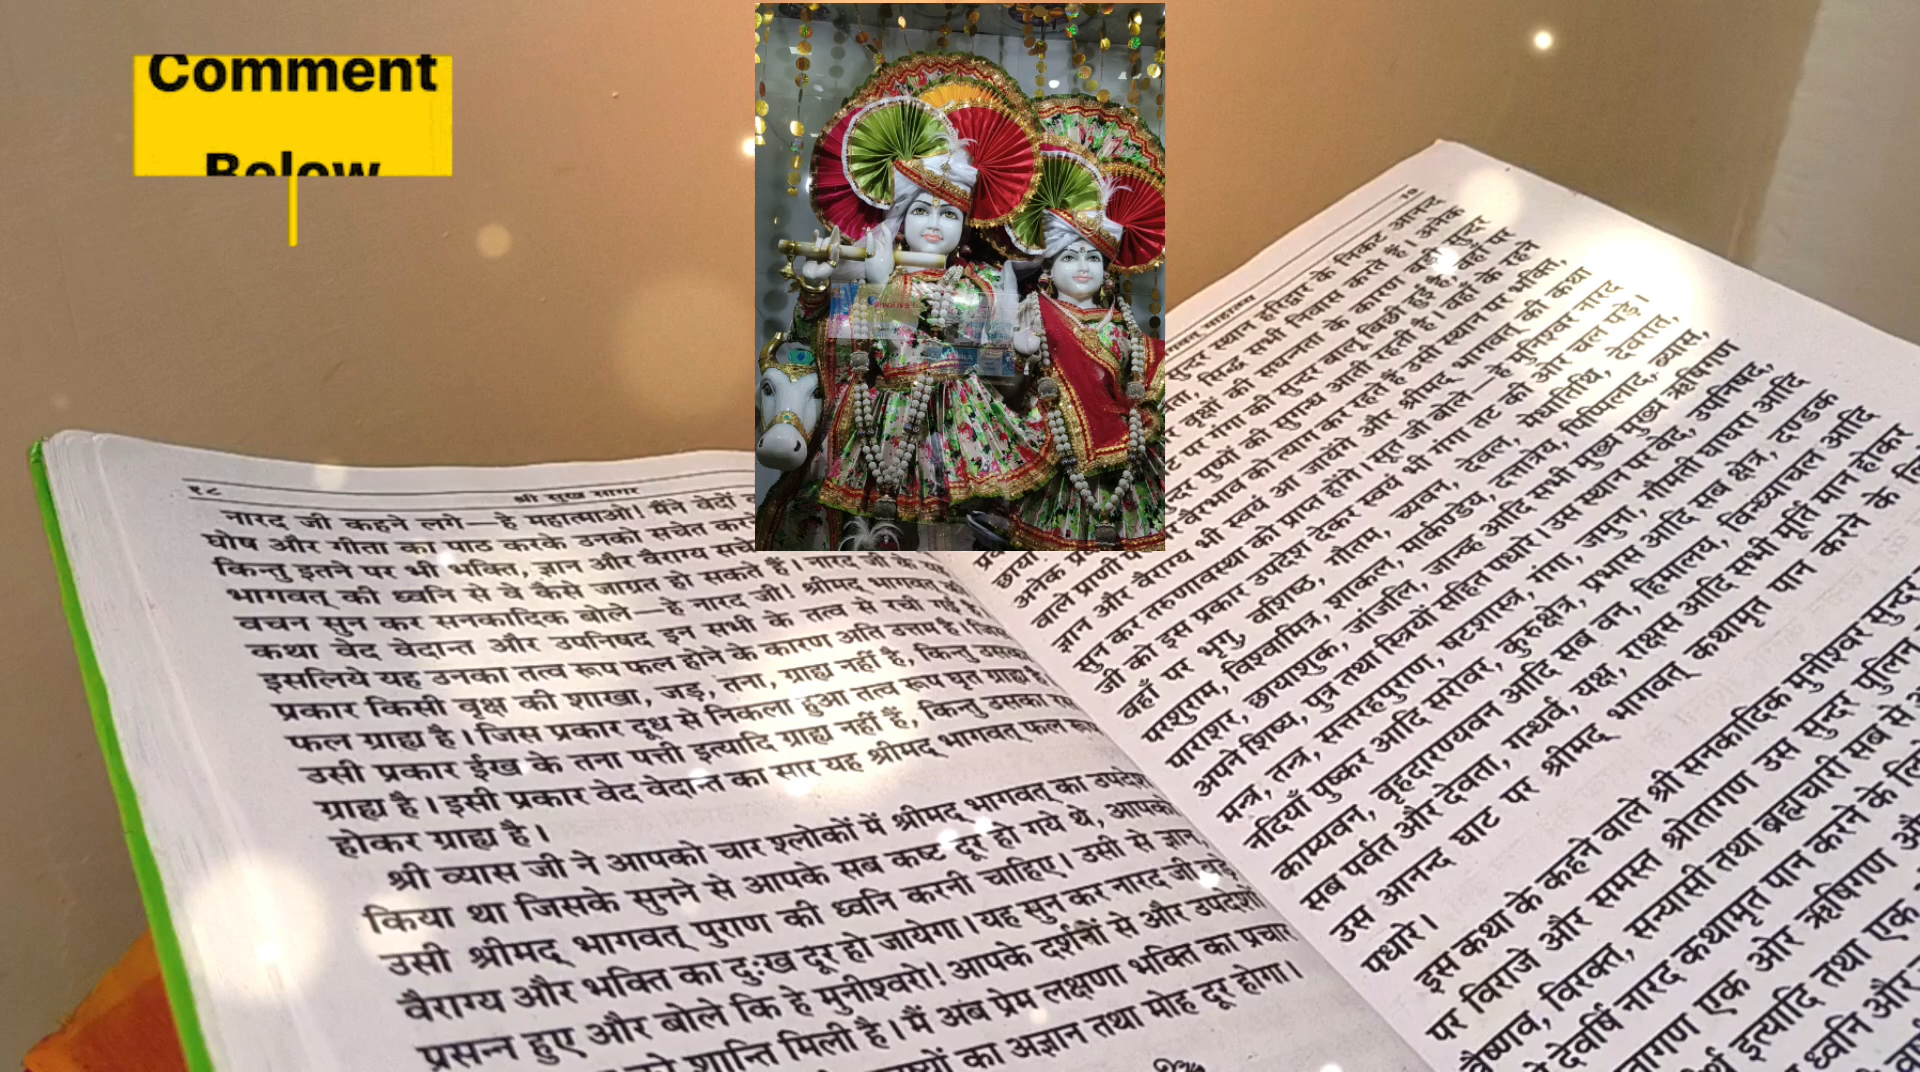 Comment
Below
१८
श्री सुख सागर
नारद जी कहने लगे—हे महात्माओ! मैंने वेदों
घोष और गीता का पाठ करके उनको सचेत
किन्तु इतने पर भी भक्ति, ज्ञान और वैराग्य
भागवत् की ध्वनि से वे कैसे जाग्रत हो सकते हैं। नारद जी के
वचन सुन कर सनकादिक बोले—हे नारद जी! श्रीमद् भागवत्
कथा वेद वेदान्त और उपनिषद इन सभी के तत्व से रची गई
इसलिये यह उनका तत्व रूप फल होने के कारण अति उत्तम है।
प्रकार किसी वृक्ष की शाखा, जड़, तना, ग्राह्य नहीं है, किन्तु
फल ग्राह्य है। जिस प्रकार दूध से निकला हुआ तत्व रूप घृत ग्राह्य है
उसी प्रकार ईख के तना पत्ती इत्यादि ग्राह्य नहीं हैं, किन्तु उसका
ग्राह्य है। इसी प्रकार वेद वेदान्त का सार यह श्रीमद् भागवत् फल
होकर ग्राह्य है।
श्री व्यास जी ने आपको चार श्लोकों में श्रीमद् भागवत् का उपदेश
किया था जिसके सुनने से आपके सब कष्ट दूर हो गये थे, आपको
उसी श्रीमद् भागवत् पुराण की ध्वनि करनी चाहिए। उसी से ज्ञान
वैराग्य और भक्ति का दुःख दूर हो जायेगा। यह सुन कर नारद जी
प्रसन्न हुए और बोले कि हे मुनीश्वरो! आपके दर्शनों से और उपदेशों
को शान्ति मिली है। मैं अब प्रेम लक्षणा भक्ति का प्रचार
का अज्ञान तथा मोह दूर होगा।
सुन्दर स्थान हरिद्वार के निकट आनन्द
सिद्ध सभी निवास करते हैं। अनेक
वृक्षों की सघनता के कारण बड़ी सुन्दर
पर गंगा की सुन्दर बालू बिछी हुई है, वहाँ पर
पुष्पों की सुगन्ध आती रहती है। वहाँ के रहने
वाले प्राणी वैरभाव को त्याग कर रहते हैं उसी स्थान पर भक्ति,
ज्ञान और वैराग्य भी स्वयं आ जायेंगे और श्रीमद् भागवत् की कथा
सुन कर तरुणावस्था को प्राप्त होंगे। सूत जी बोले—हे मुनिश्वर नारद
जी को इस प्रकार उपदेश देकर स्वयं भी गंगा तट की ओर चल पड़े।
वहाँ पर भृगु, वशिष्ठ, गौतम, च्यवन, देवल, मेधातिथि, देवरात,
परशुराम, विश्वामित्र, शाकल, मार्कण्डेय, दत्तात्रेय, पिप्पलाद, व्यास,
पाराशर, छायाशुक, जांजलि, जान्ह आदि सभी मुख्य मुख्य ऋषिगण
अपने शिष्य, पुत्र तथा स्त्रियों सहित पधारे। उस स्थान पर वेद, उपनिषद,
मन्त्र, तन्त्र, सत्तरहपुराण, षटशास्त्र, गंगा, जमुना, गौमती घाघरा आदि
नदियाँ पुष्कर आदि सरोवर, कुरुक्षेत्र, प्रभास आदि सब क्षेत्र, दण्डक
काम्यवन, वृहदारण्यवन आदि सब वन, हिमालय, विन्ध्याचल आदि
सब पर्वत और देवता, गन्धर्व, यक्ष, राक्षस आदि सभी मूर्ति मान होकर
उस आनन्द घाट पर श्रीमद् भागवत् कथामृत पान करने के
पधारे।
इस कथा के कहने वाले श्री सनकादिक मुनीश्वर सुन्दर
पर विराजे और समस्त श्रोतागण उस सुन्दर पुलिन
वैष्णव, विरक्त, सन्यासी तथा ब्रह्मचारी सब से
देवर्षि नारद कथामृत पान करने के
एक ओर ऋषिगण
इत्यादि तथा एक
ध्वनि और